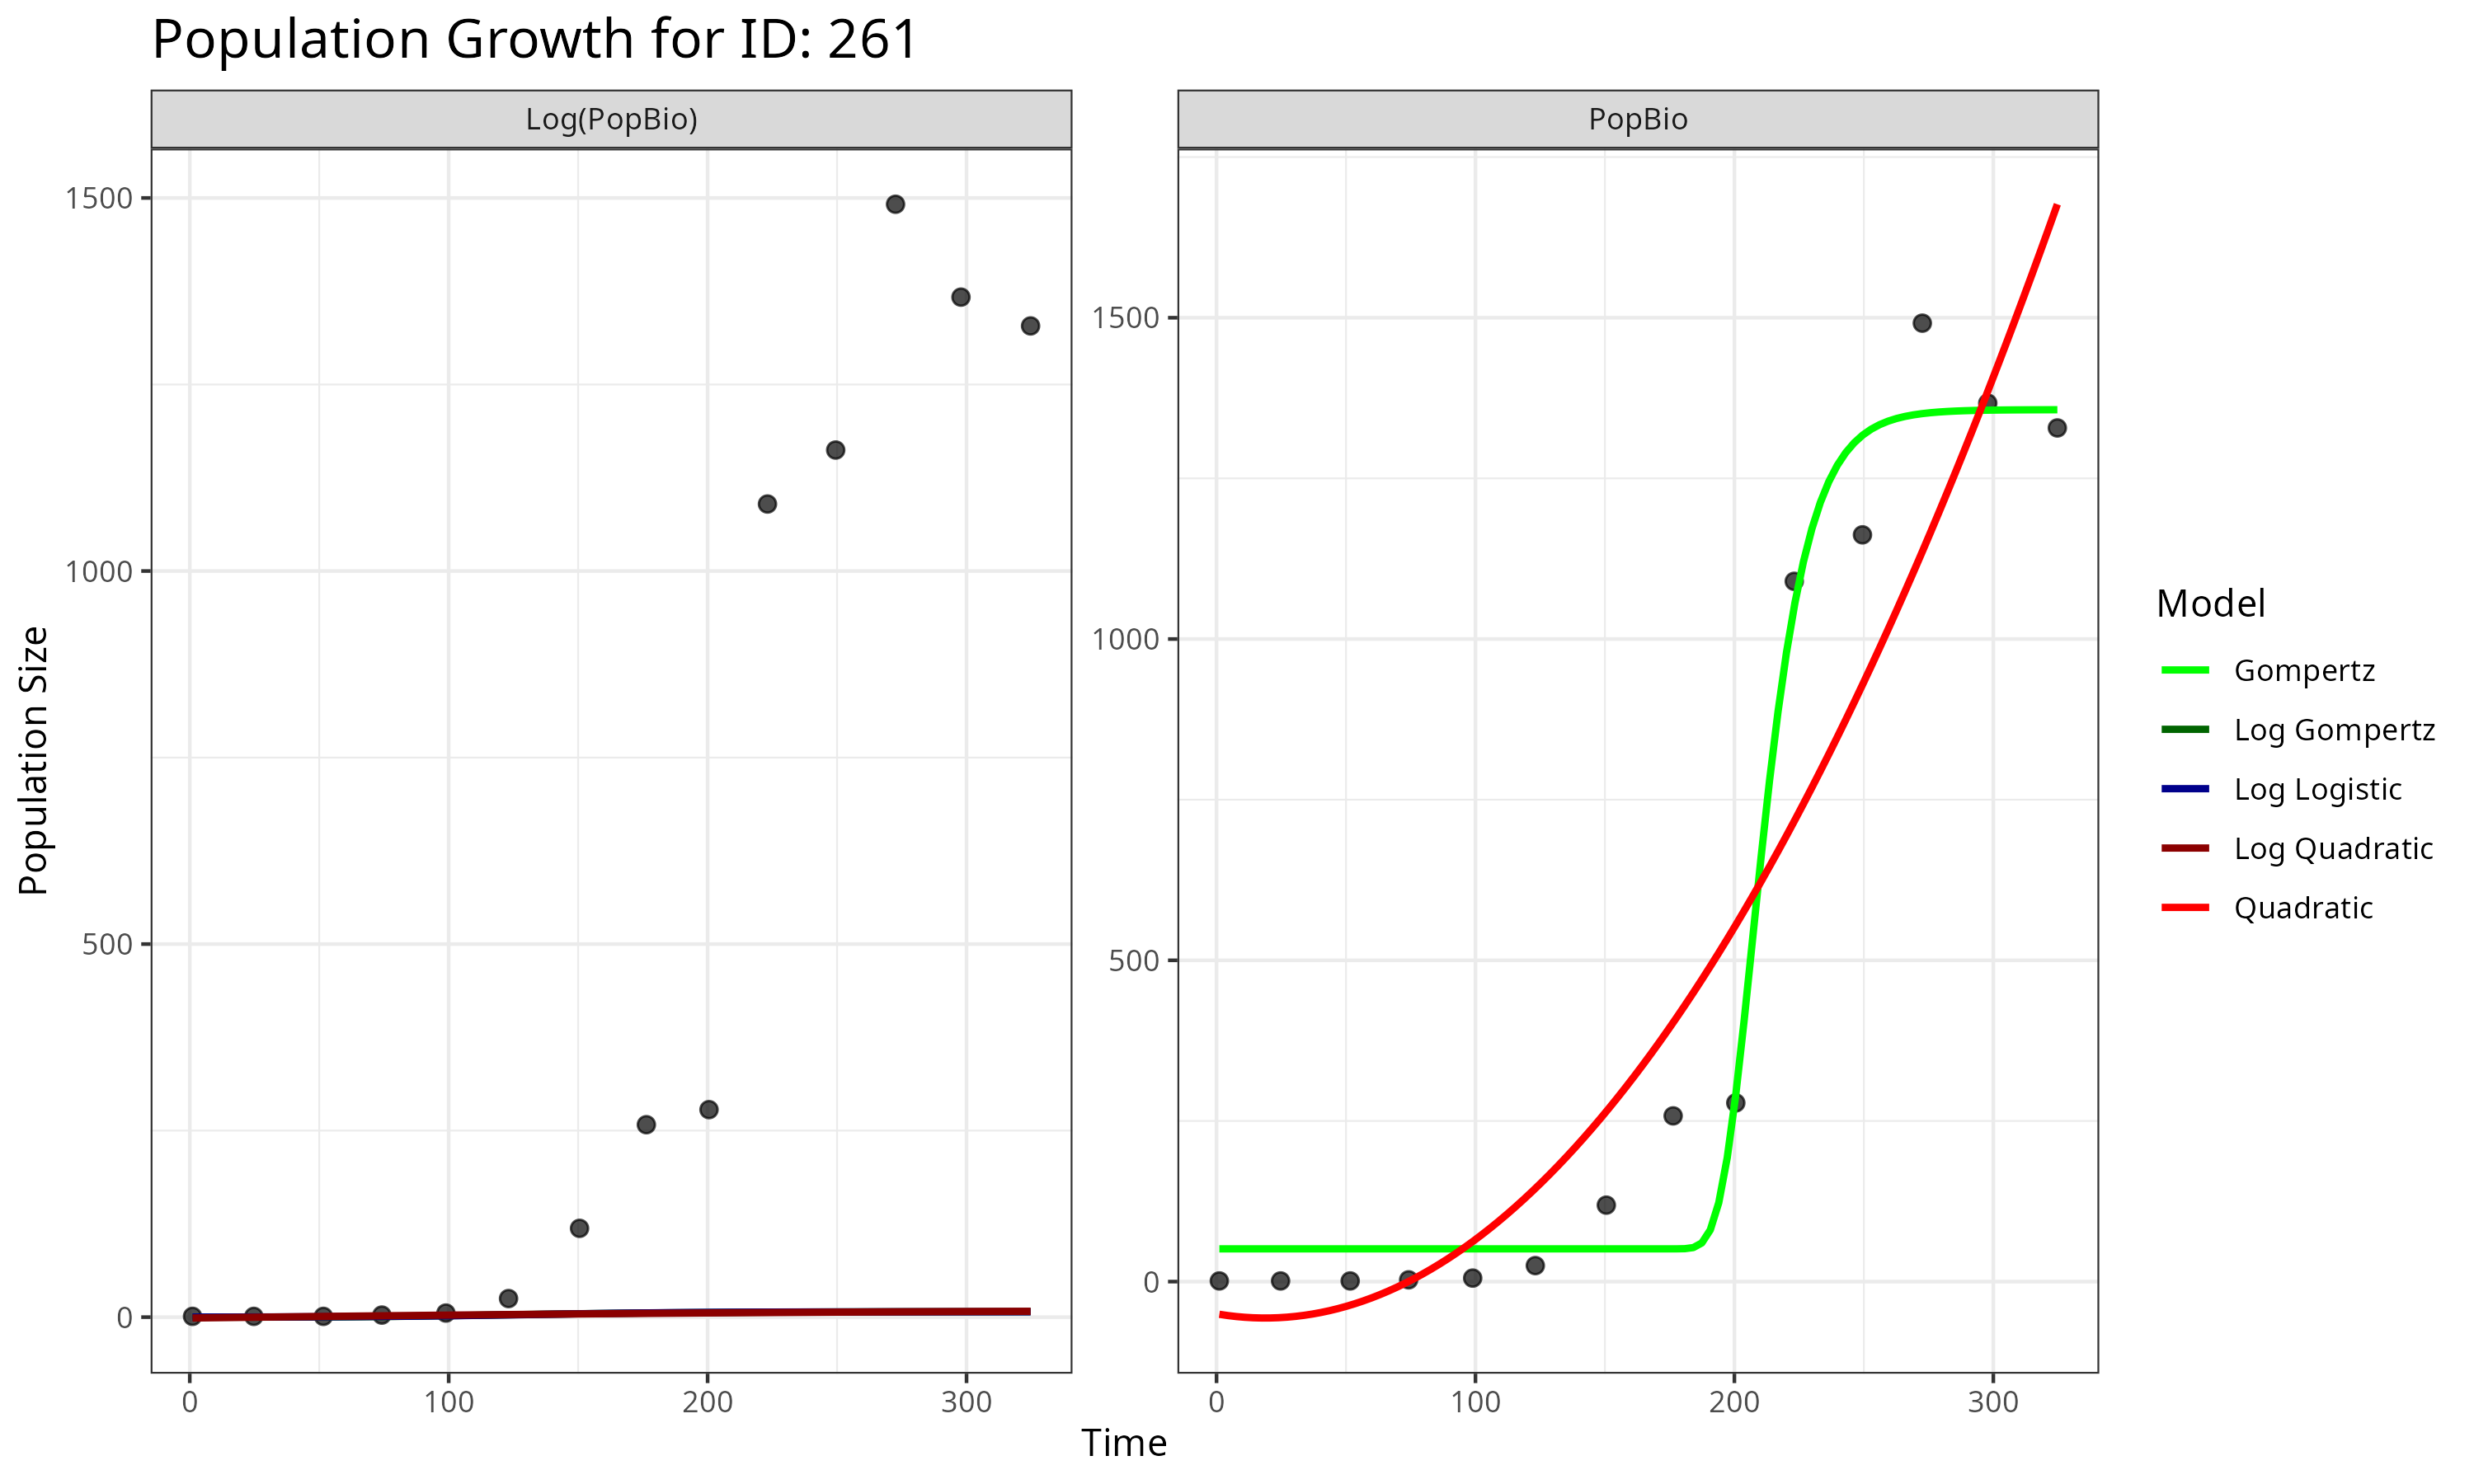 Population Growth for ID: 261
Log(PopBio)
PopBio
Population Size
1500
1000
500
0
0
100
200
300
1500
1000
500
0
0
100
200
300
Time
Model
Gompertz
Log Gompertz
Log Logistic
Log Quadratic
Quadratic